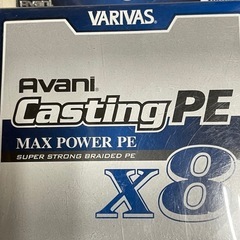 VARIVAS®
Avani®
Casting PE
MAX POWER PE
SUPER STRONG BRAIDED PE
X8